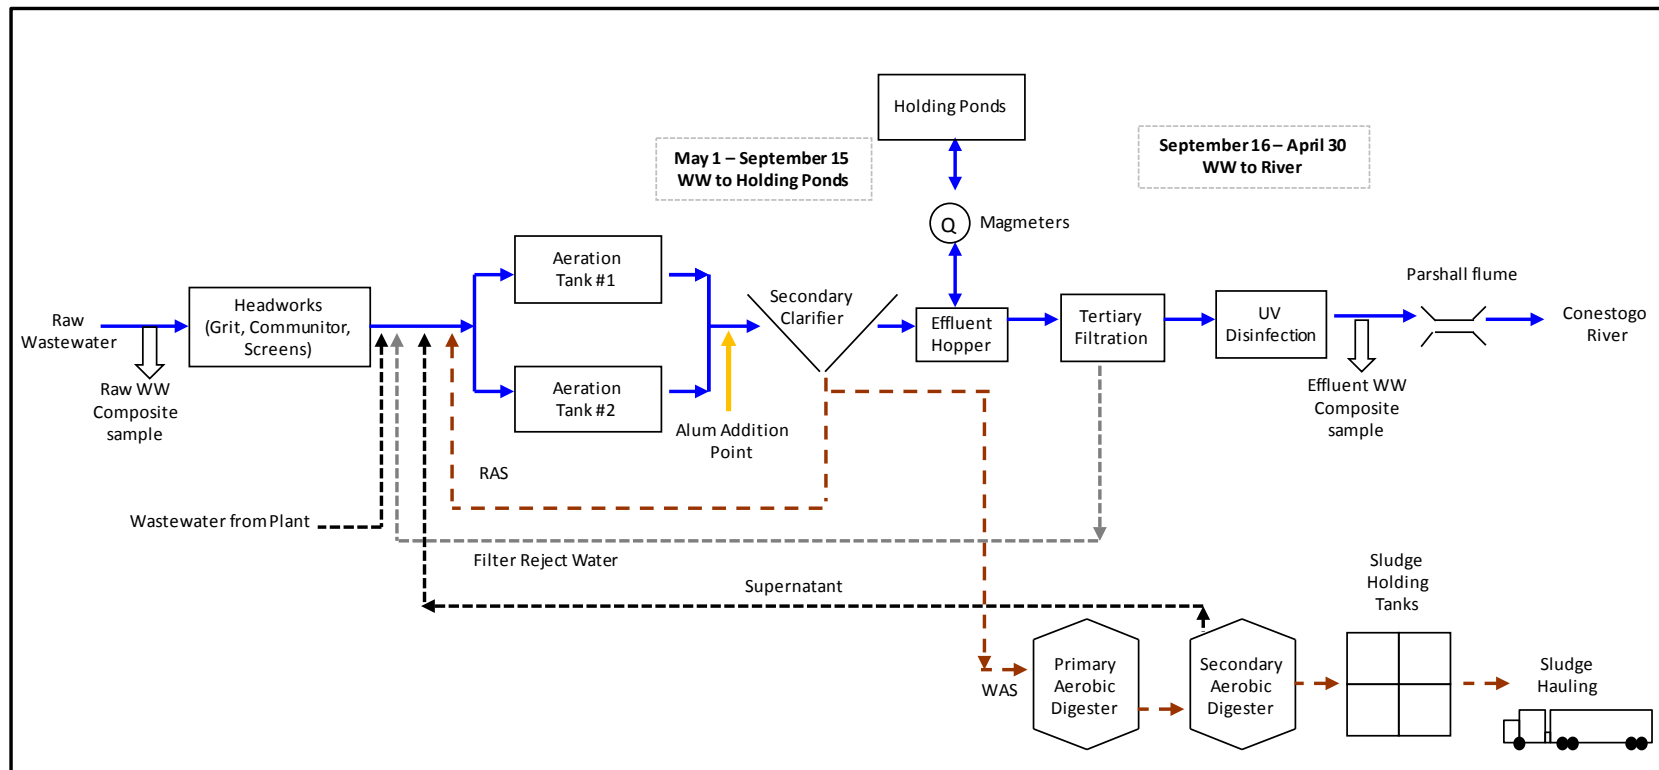 Holding Ponds
May 1 – September 15
WW to Holding Ponds
September 16 – April 30
WW to River
Q
Magmeters
Raw
Wastewater
Headworks
(Grit, Communitor,
Screens)
Aeration
Tank #1
Aeration
Tank #2
Secondary
Clarifier
Effluent
Hopper
Tertiary
Filtration
UV
Disinfection
Parshall flume
Conestogo
River
Raw WW
Composite
sample
Alum Addition
Point
Effluent WW
Composite
sample
RAS
Wastewater from Plant
Filter Reject Water
Supernatant
WAS
Primary
Aerobic
Digester
Secondary
Aerobic
Digester
Sludge
Holding
Tanks
Sludge
Hauling